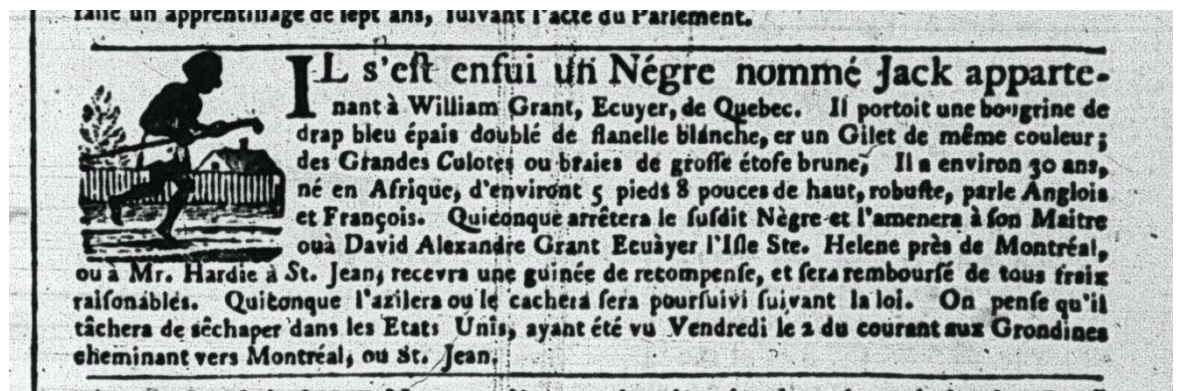 faite un apprentissage de sept ans, suivant l'acte du Parlement.
IL s'est enfui un Négre nommé Jack apparte-
nant à William Grant, Ecuyer, de Quebec. Il portoit une bougrine de
drap bleu épais doublé de flanelle blanche, er un Gilet de même couleur;
des Grandes Culotes ou braies de grosse étofe brune, Il a environ 30 ans,
né en Afrique, d'environt 5 pieds 8 pouces de haut, robuste, parle Anglois
et François. Quiconque arrêtera le susdit Nègre et l'amenera à son Maitre
ouà David Alexandre Grant Ecuàyer l'Isle Ste. Helene près de Montréal,
ou à Mr. Hardie à St. Jean, recevra une guinée de recompense, et sera remboursé de tous fraix
raisonables. Quiconque l'azilera ou le cachera sera poursuivi suivant la loi. On pense qu'il
tâchera de sêchaper dans les Etats Unis, ayant été vu Vendredi le 2 du courant aux Grondines
cheminant vers Montréal, ou St. Jean.